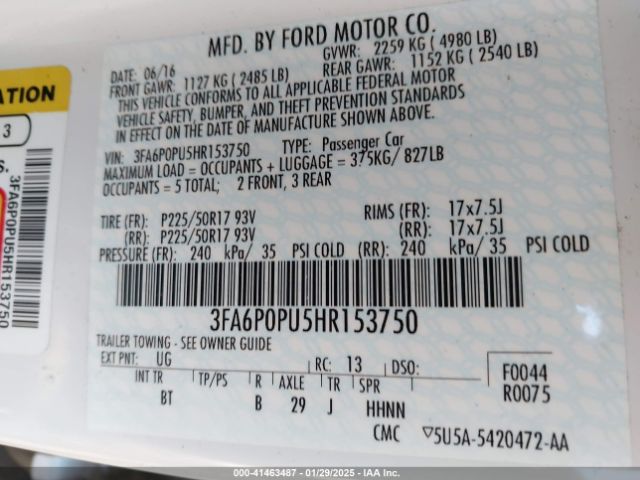 MFD. BY FORD MOTOR CO.
DATE: 06/16 GVWR: 2259 KG ( 4980 LB)
FRONT GAWR: 1127 KG ( 2485 LB) REAR GAWR: 1152 KG ( 2540 LB)
THIS VEHICLE CONFORMS TO ALL APPLICABLE FEDERAL MOTOR
VEHICLE SAFETY, BUMPER, AND THEFT PREVENTION STANDARDS
IN EFFECT ON THE DATE OF MANUFACTURE SHOWN ABOVE.
VIN: 3FA6P0PU5HR153750 TYPE: Passenger Car
MAXIMUM LOAD = OCCUPANTS + LUGGAGE = 375KG/ 827LB
OCCUPANTS = 5 TOTAL; 2 FRONT, 3 REAR
TIRE (FR): P225/50R17 93V RIMS (FR): 17x7.5J
(RR): P225/50R17 93V (RR): 17x7.5J
PRESSURE (FR): 240 kPa/ 35 PSI COLD (RR): 240 kPa/ 35 PSI COLD
3FA6P0PU5HR153750
TRAILER TOWING - SEE OWNER GUIDE
EXT PNT: UG RC: 13 DSO: F0044
INT TR TP/PS R AXLE TR SPR R0075
BT B 29 J HHNN
CMC ▽5U5A-5420472-AA
3
3FA6P0PU5HR153750
000-41463487 - 01/29/2025 - IAA Inc.